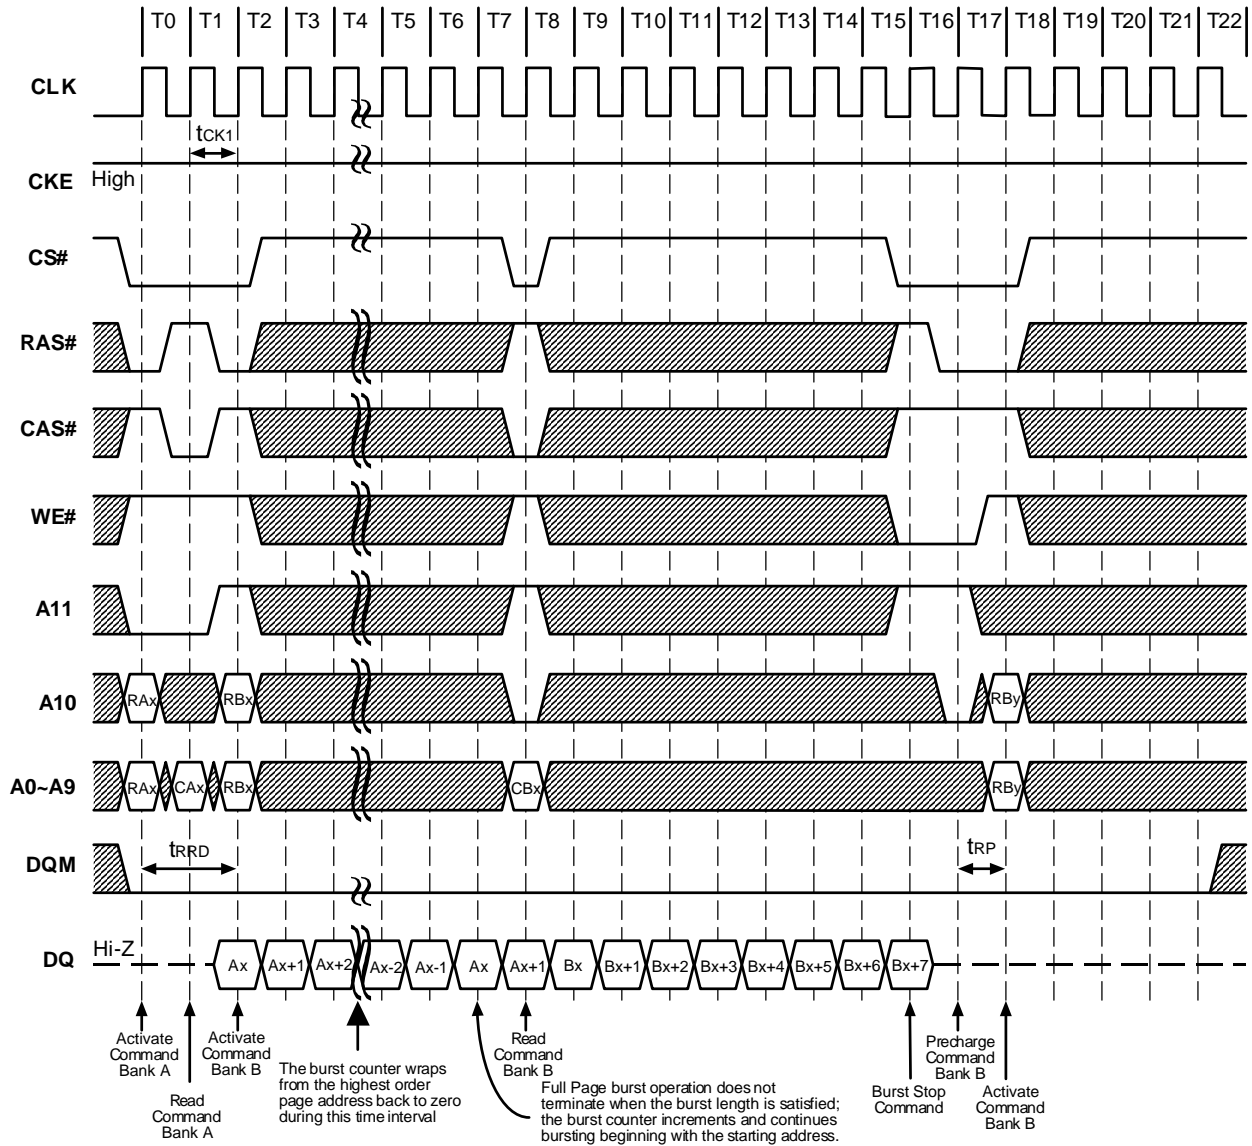 T0 T1 T2 T3 T4 T5 T6 T7 T8 T9 T10 T11 T12 T13 T14 T15 T16 T17 T18 T19 T20 T21 T22
CLK
tCK1
CKE High
CS#
RAS#
CAS#
WE#
A11
A10 RAx RBx RBy
A0~A9 RAx CAx RBx CBx RBy
tRRD tRP
DQM
DQ Hi-Z Ax Ax+1 Ax+2 Ax-2 Ax-1 Ax Ax+1 Bx Bx+1 Bx+2 Bx+3 Bx+4 Bx+5 Bx+6 Bx+7
Activate
Command
Bank A
Read
Command
Bank A
Activate
Command
Bank B
The burst counter wraps
from the highest order
page address back to zero
during this time interval
Read
Command
Bank B
Full Page burst operation does not
terminate when the burst length is satisfied;
the burst counter increments and continues
bursting beginning with the starting address.
Burst Stop
Command
Precharge
Command
Bank B
Activate
Command
Bank B